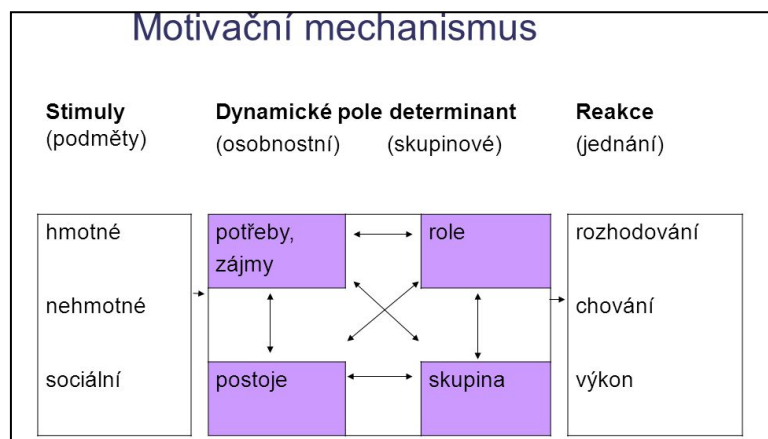 Motivační mechanismus
Stimuly
(podměty)
Dynamické pole determinant
(osobnostní) (skupinové)
Reakce
(jednání)
hmotné
nehmotné
sociální
potřeby,
zájmy
role
postoje
skupina
rozhodování
chování
výkon